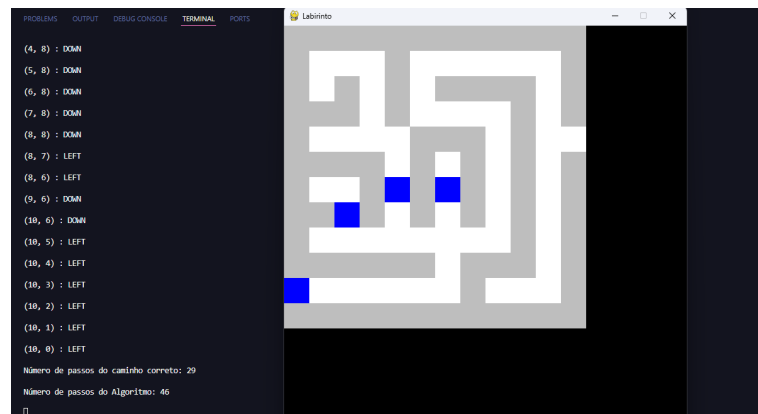 PROBLEMS OUTPUT DEBUG CONSOLE TERMINAL PORTS
Labirinto
(4, 8) : DOWN
(5, 8) : DOWN
(6, 8) : DOWN
(7, 8) : DOWN
(8, 8) : DOWN
(8, 7) : LEFT
(8, 6) : LEFT
(9, 6) : DOWN
(10, 6) : DOWN
(10, 5) : LEFT
(10, 4) : LEFT
(10, 3) : LEFT
(10, 2) : LEFT
(10, 1) : LEFT
(10, 0) : LEFT
Número de passos do caminho correto: 29
Número de passos do Algoritmo: 46